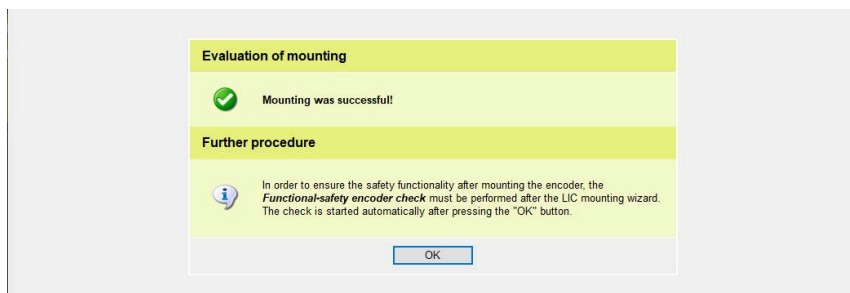 Evaluation of mounting
Mounting was successful!
Further procedure
In order to ensure the safety functionality after mounting the encoder, the
Functional-safety encoder check must be performed after the LIC mounting wizard.
The check is started automatically after pressing the "OK" button.
OK